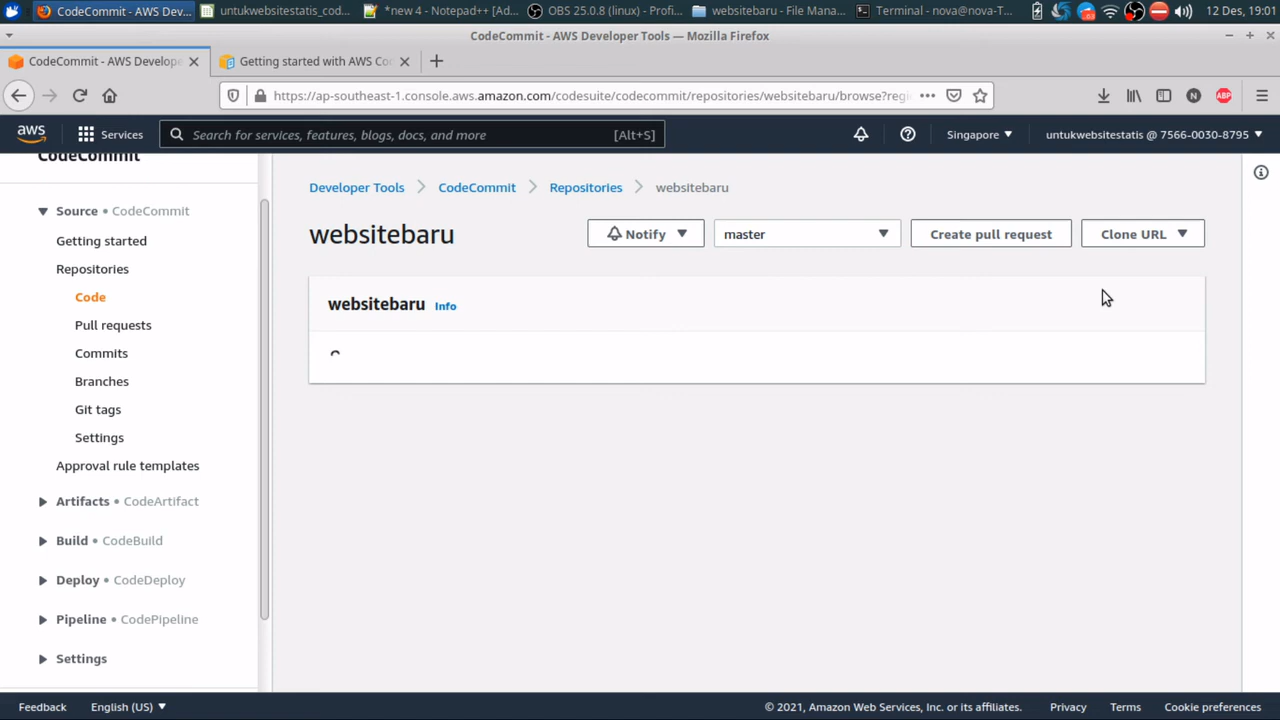 CodeCommit - AWS Dev...
untukwebsitestatis_cod...
*new 4 - Notepad++ [Ad...
OBS 25.0.8 (linux) - Profi...
websitebaru - File Mana...
Terminal - nova@nova-T...
12 Des, 19:01
CodeCommit - AWS Developer Tools — Mozilla Firefox
CodeCommit - AWS Develope
Getting started with AWS Co
https://ap-southeast-1.console.aws.amazon.com/codesuite/codecommit/repositories/websitebaru/browse?regi
N
ABP
aws
Services
Search for services, features, blogs, docs, and more
[Alt+S]
Singapore
untukwebsitestatis @ 7566-0030-8795
CodeCommit
Source • CodeCommit
Getting started
Repositories
Code
Pull requests
Commits
Branches
Git tags
Settings
Approval rule templates
Artifacts • CodeArtifact
Build • CodeBuild
Deploy • CodeDeploy
Pipeline • CodePipeline
Settings
Developer Tools
CodeCommit
Repositories
websitebaru
websitebaru
Notify
master
Create pull request
Clone URL
websitebaru Info
Feedback
English (US)
© 2021, Amazon Web Services, Inc. or its affiliates.
Privacy
Terms
Cookie preferences